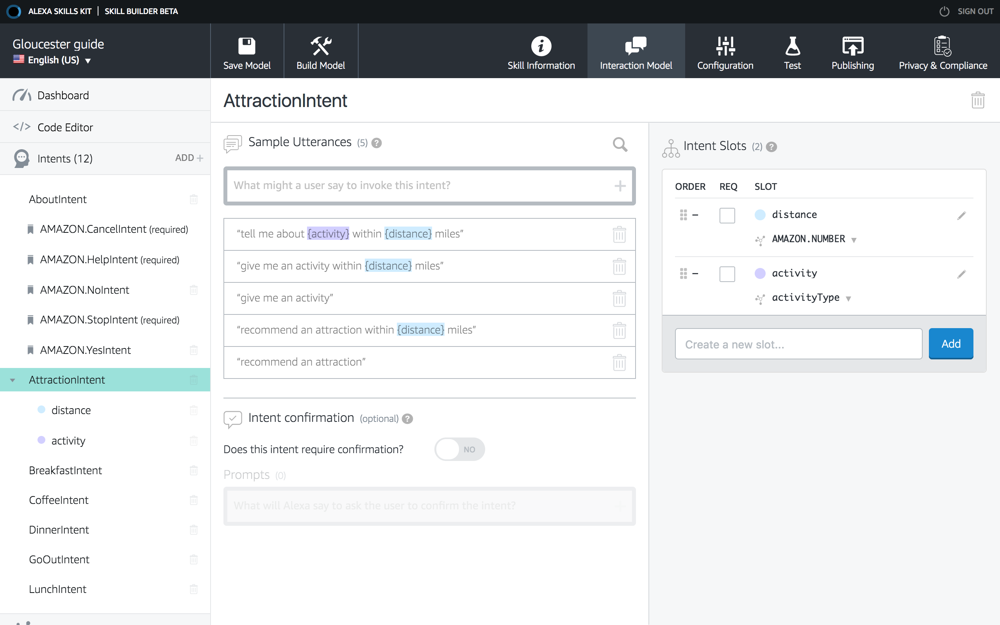 ALEXA SKILLS KIT | SKILL BUILDER BETA
SIGN OUT
Gloucester guide
English (US) ▼
Save Model
Build Model
Skill Information
Interaction Model
Configuration
Test
Publishing
Privacy & Compliance
Dashboard
</> Code Editor
Intents (12)
ADD +
AboutIntent
AMAZON.CancelIntent (required)
AMAZON.HelpIntent (required)
AMAZON.NoIntent
AMAZON.StopIntent (required)
AMAZON.YesIntent
AttractionIntent
distance
activity
BreakfastIntent
CoffeeIntent
DinnerIntent
GoOutIntent
LunchIntent
AttractionIntent
Sample Utterances (5) ?
What might a user say to invoke this intent? +
“tell me about {activity} within {distance} miles”
“give me an activity within {distance} miles”
“give me an activity”
“recommend an attraction within {distance} miles”
“recommend an attraction”
Intent confirmation (optional) ?
Does this intent require confirmation? NO
Prompts (0)
What will Alexa say to ask the user to confirm the intent? +
Intent Slots (2) ?
ORDER REQ SLOT
– distance
AMAZON.NUMBER ▼
– activity
activityType ▼
Create a new slot... Add